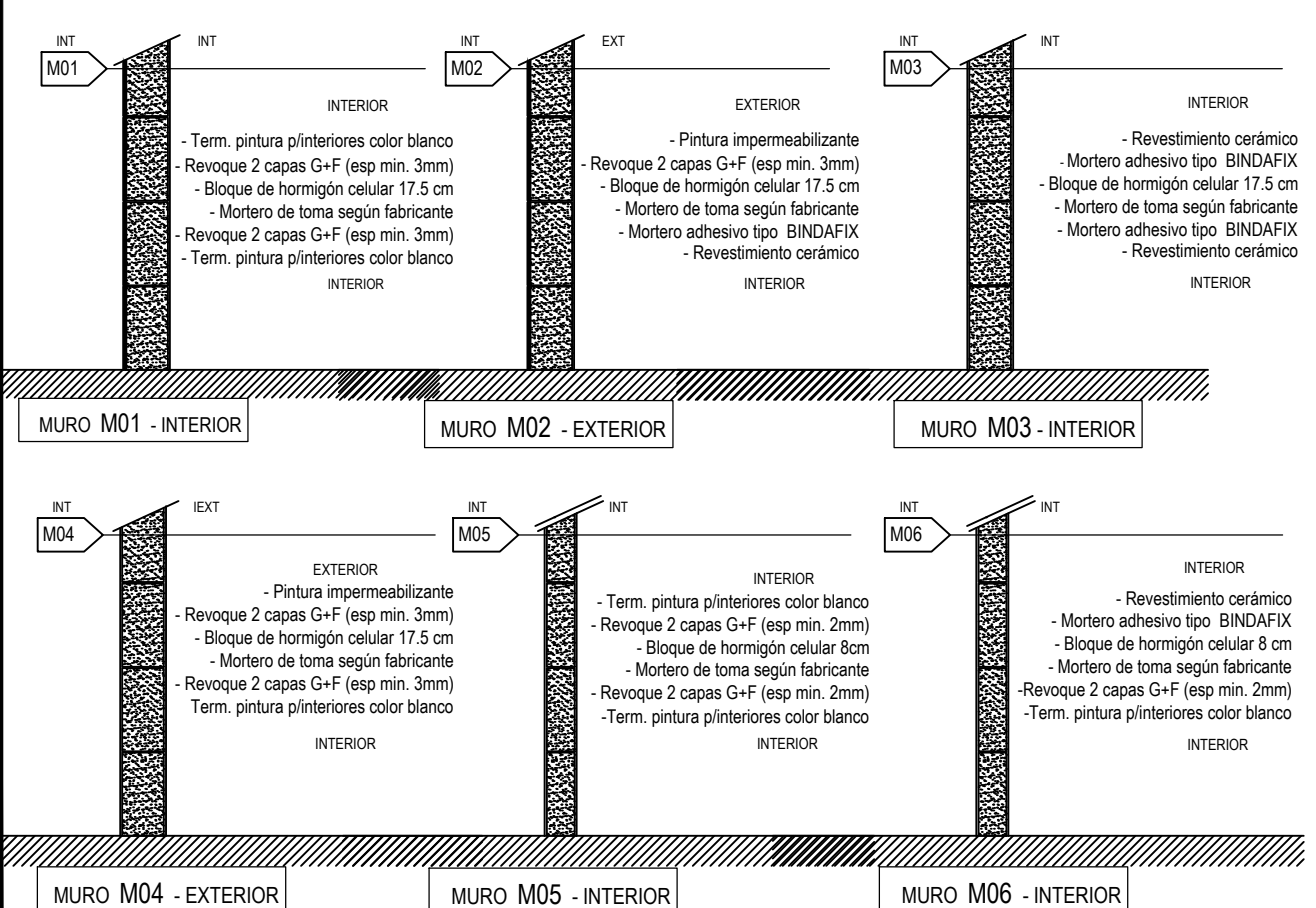 INT
INT
M01
INTERIOR
- Term. pintura p/interiores color blanco
- Revoque 2 capas G+F (esp min. 3mm)
- Bloque de hormigón celular 17.5 cm
- Mortero de toma según fabricante
- Revoque 2 capas G+F (esp min. 3mm)
- Term. pintura p/interiores color blanco
INTERIOR
MURO M01 - INTERIOR
INT
EXT
M02
EXTERIOR
- Pintura impermeabilizante
- Revoque 2 capas G+F (esp min. 3mm)
- Bloque de hormigón celular 17.5 cm
- Mortero de toma según fabricante
- Mortero adhesivo tipo BINDAFIX
- Revestimiento cerámico
INTERIOR
MURO M02 - EXTERIOR
INT
INT
M03
INTERIOR
- Revestimiento cerámico
- Mortero adhesivo tipo BINDAFIX
- Bloque de hormigón celular 17.5 cm
- Mortero de toma según fabricante
- Mortero adhesivo tipo BINDAFIX
- Revestimiento cerámico
INTERIOR
MURO M03 - INTERIOR
INT
IEXT
M04
EXTERIOR
- Pintura impermeabilizante
- Revoque 2 capas G+F (esp min. 3mm)
- Bloque de hormigón celular 17.5 cm
- Mortero de toma según fabricante
- Revoque 2 capas G+F (esp min. 3mm)
Term. pintura p/interiores color blanco
INTERIOR
MURO M04 - EXTERIOR
INT
INT
M05
INTERIOR
- Term. pintura p/interiores color blanco
- Revoque 2 capas G+F (esp min. 2mm)
- Bloque de hormigón celular 8cm
- Mortero de toma según fabricante
- Revoque 2 capas G+F (esp min. 2mm)
-Term. pintura p/interiores color blanco
INTERIOR
MURO M05 - INTERIOR
INT
INT
M06
INTERIOR
- Revestimiento cerámico
- Mortero adhesivo tipo BINDAFIX
- Bloque de hormigón celular 8 cm
- Mortero de toma según fabricante
-Revoque 2 capas G+F (esp min. 2mm)
-Term. pintura p/interiores color blanco
INTERIOR
MURO M06 - INTERIOR